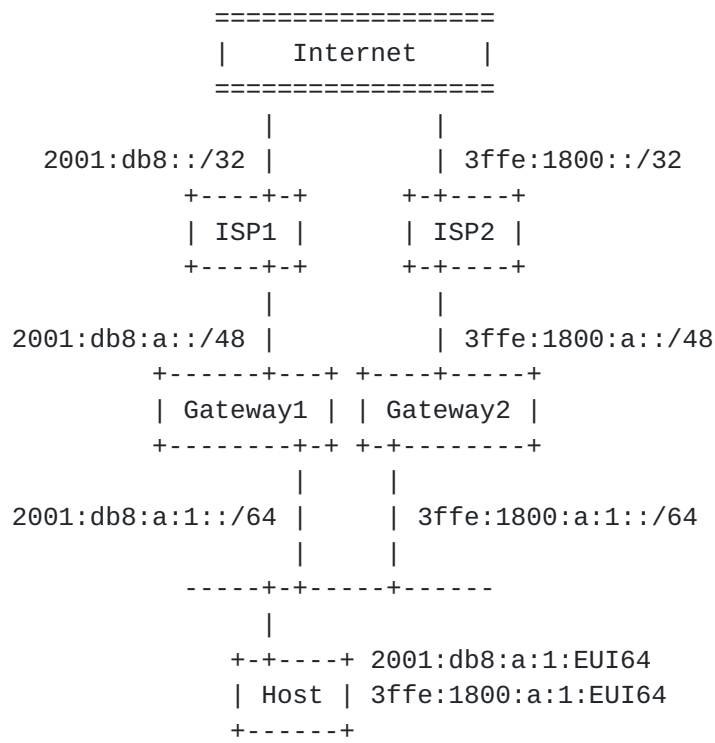 ==================
|    Internet    |
==================
|          |
2001:db8::/32 |          | 3ffe:1800::/32
+----+-+      +-+----+
| ISP1 |      | ISP2 |
+----+-+      +-+----+
|          |
2001:db8:a::/48 |          | 3ffe:1800:a::/48
+------+---+ +----+-----+
| Gateway1 | | Gateway2 |
+--------+-+ +-+--------+
|     |
2001:db8:a:1::/64 |     | 3ffe:1800:a:1::/64
|     |
-----+-+-----+------
|
+-+----+ 2001:db8:a:1:EUI64
| Host | 3ffe:1800:a:1:EUI64
+------+